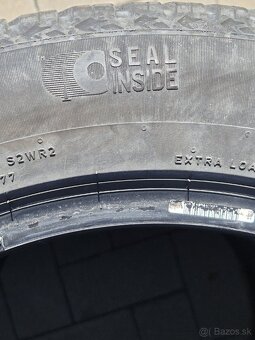 SEAL
INSIDE
S2WR2
77
EXTRA LOA
Bazos.sk